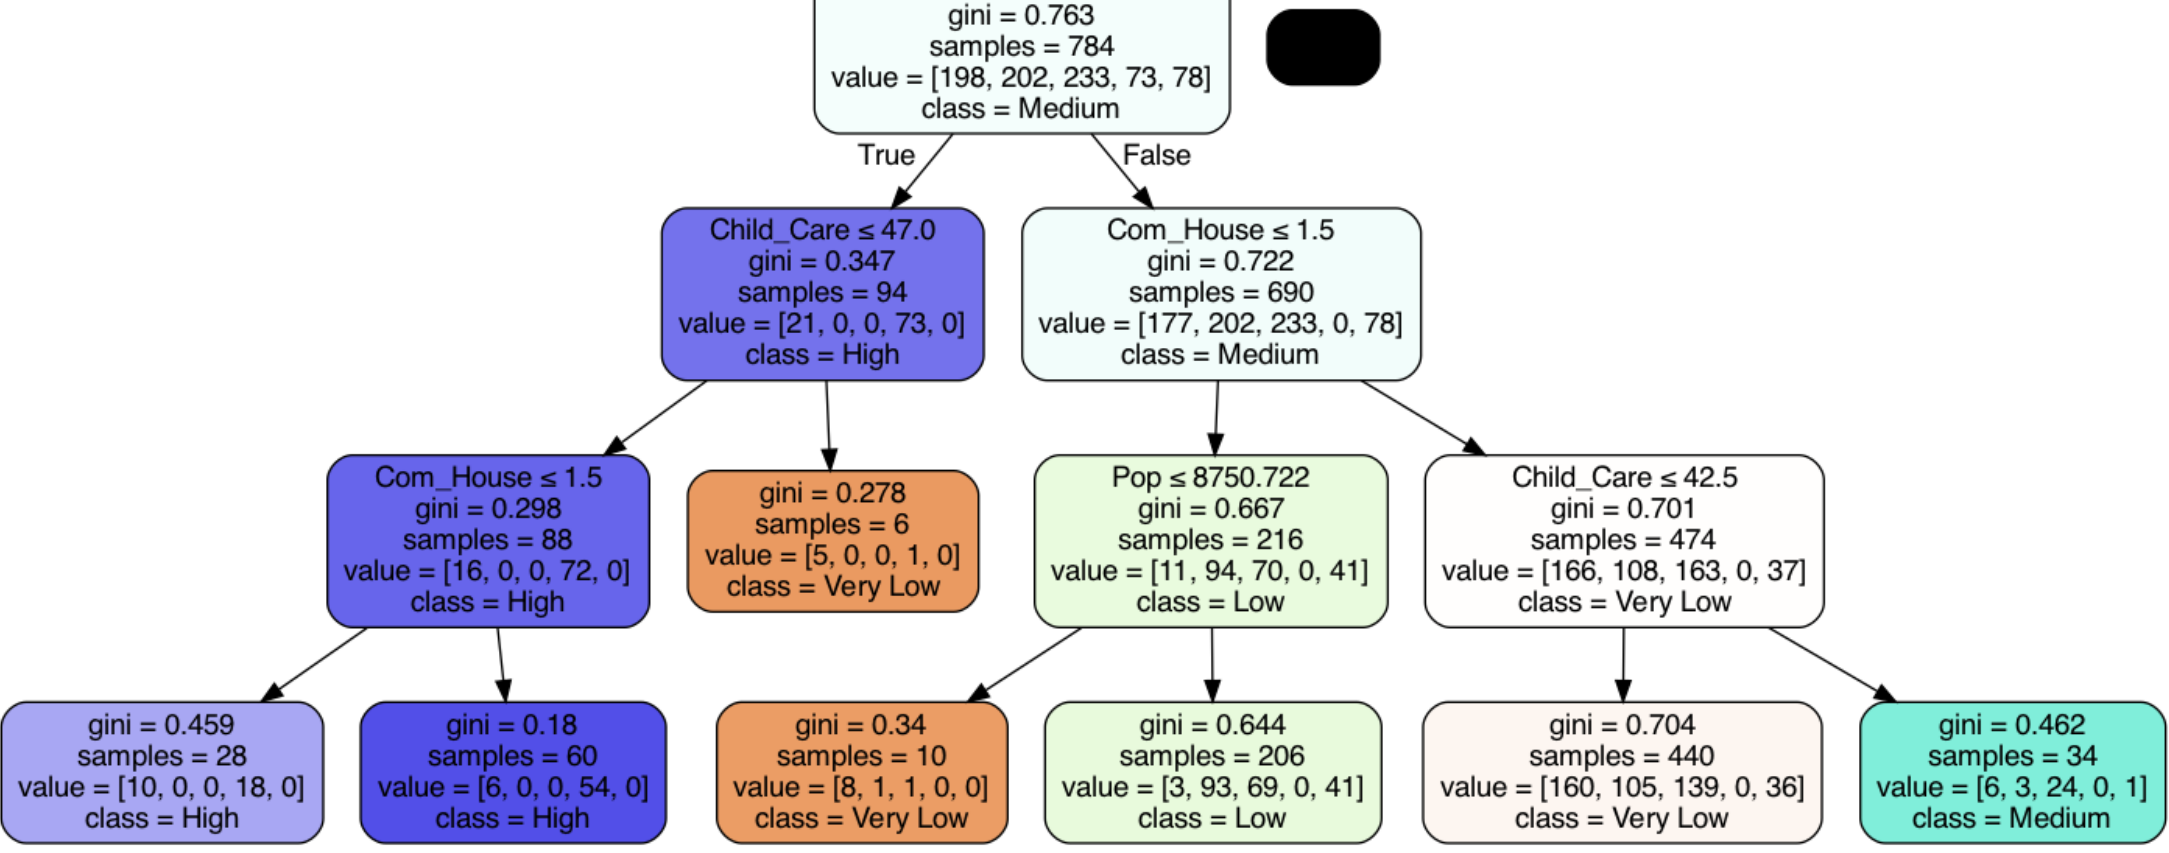 gini = 0.763
samples = 784
value = [198, 202, 233, 73, 78]
class = Medium
True
False
Child_Care ≤ 47.0
gini = 0.347
samples = 94
value = [21, 0, 0, 73, 0]
class = High
Com_House ≤ 1.5
gini = 0.722
samples = 690
value = [177, 202, 233, 0, 78]
class = Medium
Com_House ≤ 1.5
gini = 0.298
samples = 88
value = [16, 0, 0, 72, 0]
class = High
gini = 0.278
samples = 6
value = [5, 0, 0, 1, 0]
class = Very Low
Pop ≤ 8750.722
gini = 0.667
samples = 216
value = [11, 94, 70, 0, 41]
class = Low
Child_Care ≤ 42.5
gini = 0.701
samples = 474
value = [166, 108, 163, 0, 37]
class = Very Low
gini = 0.459
samples = 28
value = [10, 0, 0, 18, 0]
class = High
gini = 0.18
samples = 60
value = [6, 0, 0, 54, 0]
class = High
gini = 0.34
samples = 10
value = [8, 1, 1, 0, 0]
class = Very Low
gini = 0.644
samples = 206
value = [3, 93, 69, 0, 41]
class = Low
gini = 0.704
samples = 440
value = [160, 105, 139, 0, 36]
class = Very Low
gini = 0.462
samples = 34
value = [6, 3, 24, 0, 1]
class = Medium